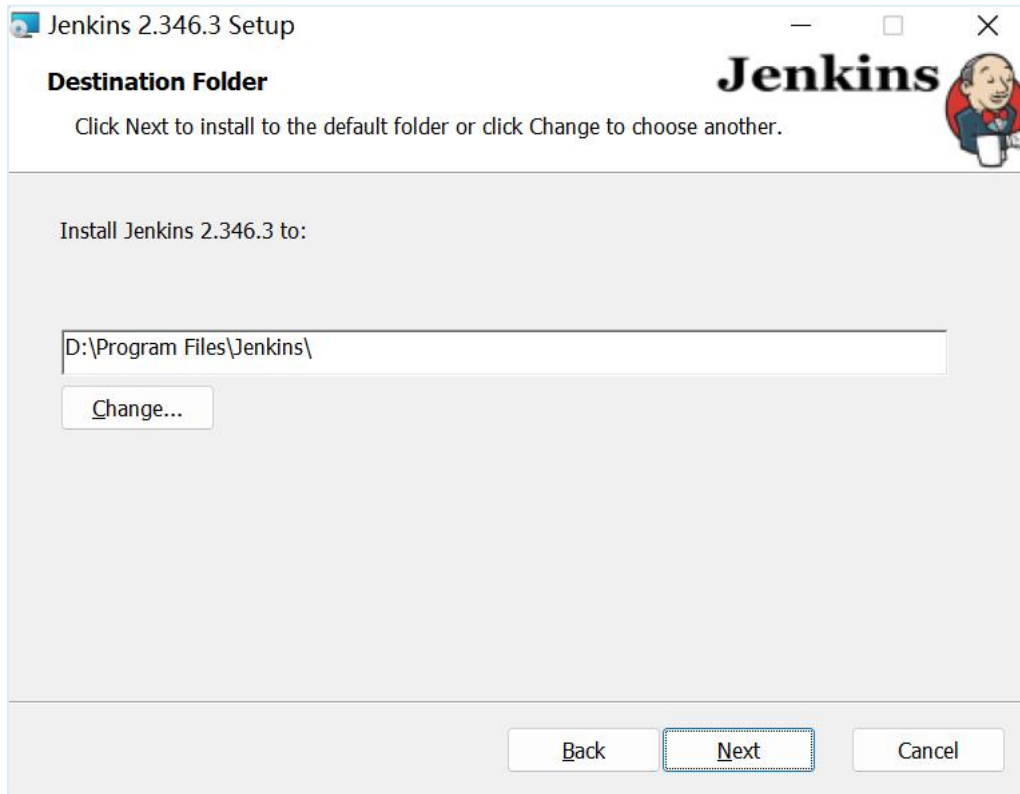 Jenkins 2.346.3 Setup
Destination Folder
Jenkins
Click Next to install to the default folder or click Change to choose another.
Install Jenkins 2.346.3 to:
D:\Program Files\Jenkins\
Change...
Back
Next
Cancel